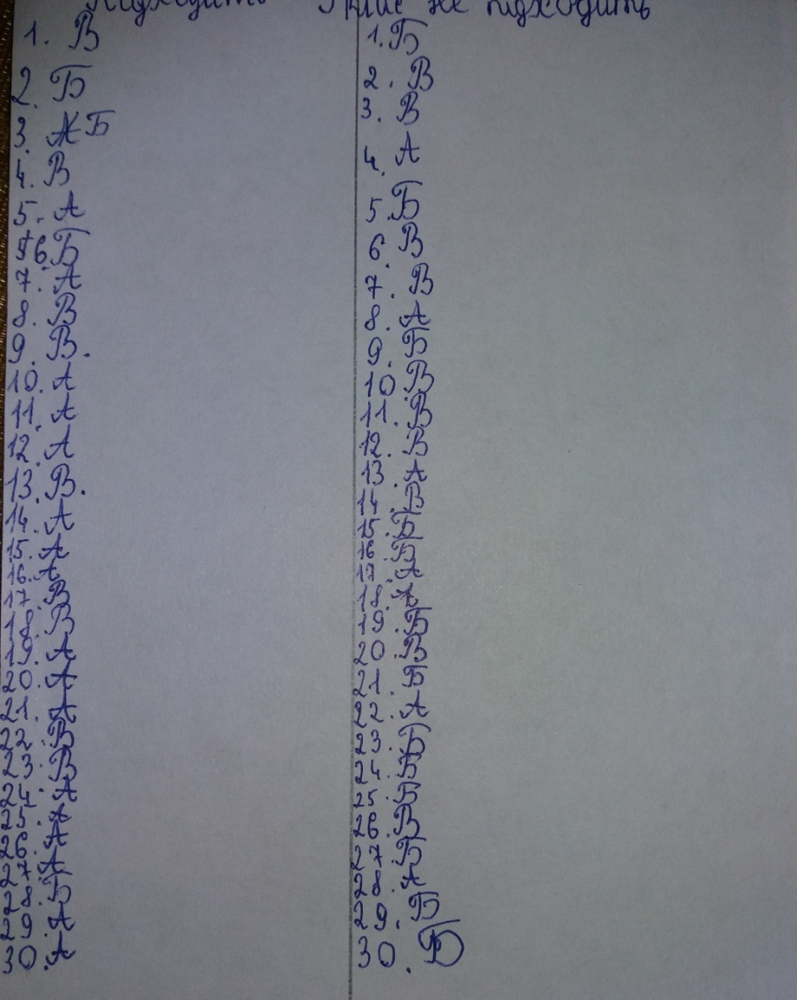 Підходить
не підходить
1. В
2. Б
3. Б
4. В
5. А
6. Б
7. А
8. В
9. В.
10. А
11. А
12. А
13. В.
14. А
15. А
16. А
17. В
18. В
19. А
20. А
21. А
22. В
23. В
24. А
25. А
26. А
27. А
28. Б
29. А
30. А
1. Б
2. В
3. В
4. А
5. Б
6. В
7. В
8. А
9. Б
10. В
11. В
12. В
13. А
14. В
15. Б
16. Б
17. А
18. А
19. Б
20. В
21. Б
22. А
23. Б
24. Б
25. Б
26. В
27. Б
28. А
29. Б
30. Б